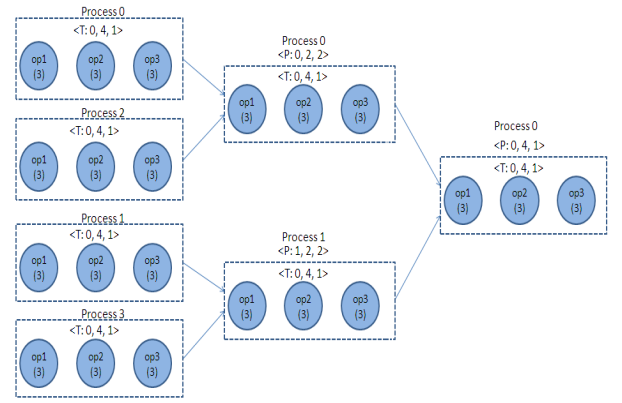 Process 0
<T: 0, 4, 1>
op1 op2 op3
(3) (3) (3)
Process 2
<T: 0, 4, 1>
op1 op2 op3
(3) (3) (3)
Process 1
<T: 0, 4, 1>
op1 op2 op3
(3) (3) (3)
Process 3
<T: 0, 4, 1>
op1 op2 op3
(3) (3) (3)
Process 0
<P: 0, 2, 2>
<T: 0, 4, 1>
op1 op2 op3
(3) (3) (3)
Process 1
<P: 1, 2, 2>
<T: 0, 4, 1>
op1 op2 op3
(3) (3) (3)
Process 0
<P: 0, 4, 1>
<T: 0, 4, 1>
op1 op2 op3
(3) (3) (3)